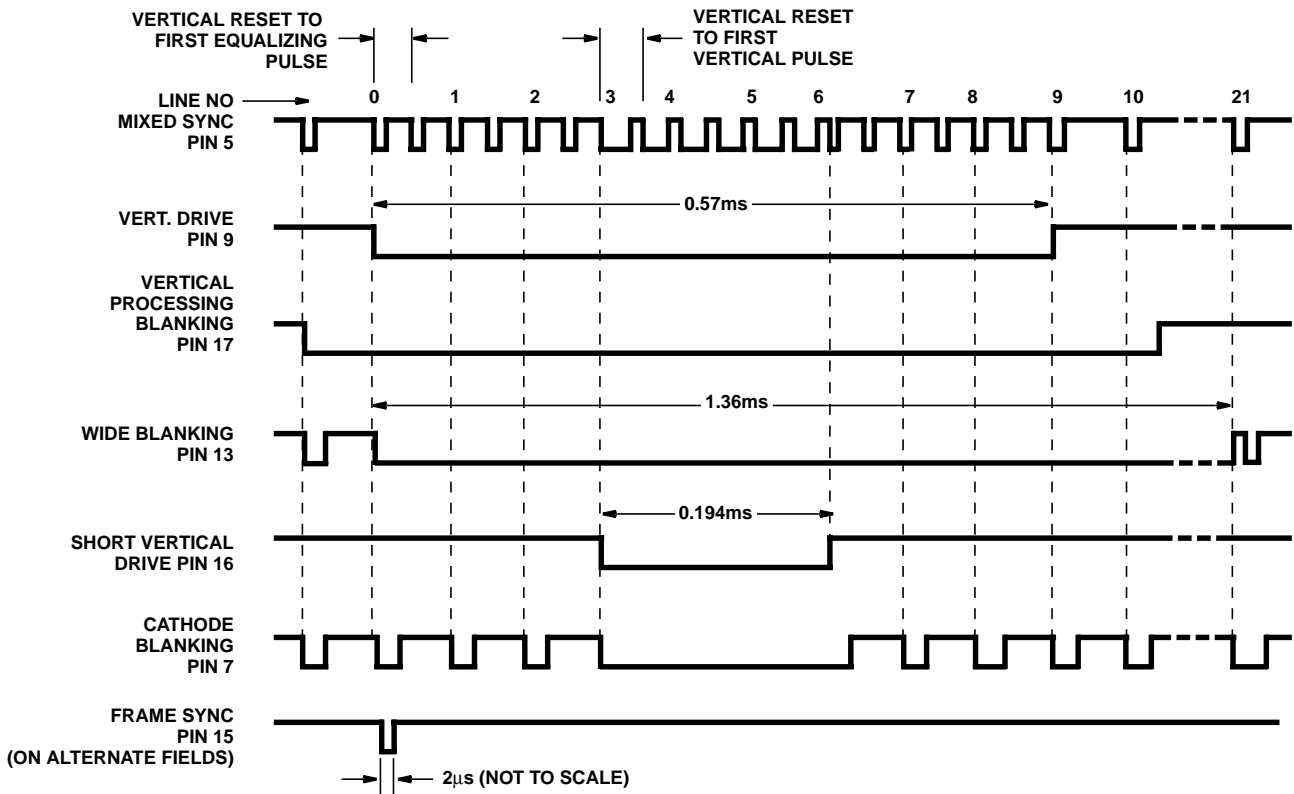 VERTICAL RESET TO
FIRST EQUALIZING
PULSE
VERTICAL RESET
TO FIRST
VERTICAL PULSE
LINE NO
0 1 2 3 4 5 6 7 8 9 10 21
MIXED SYNC
PIN 5
0.57ms
VERT. DRIVE
PIN 9
VERTICAL
PROCESSING
BLANKING
PIN 17
1.36ms
WIDE BLANKING
PIN 13
0.194ms
SHORT VERTICAL
DRIVE PIN 16
CATHODE
BLANKING
PIN 7
FRAME SYNC
PIN 15
(ON ALTERNATE FIELDS)
2μs (NOT TO SCALE)